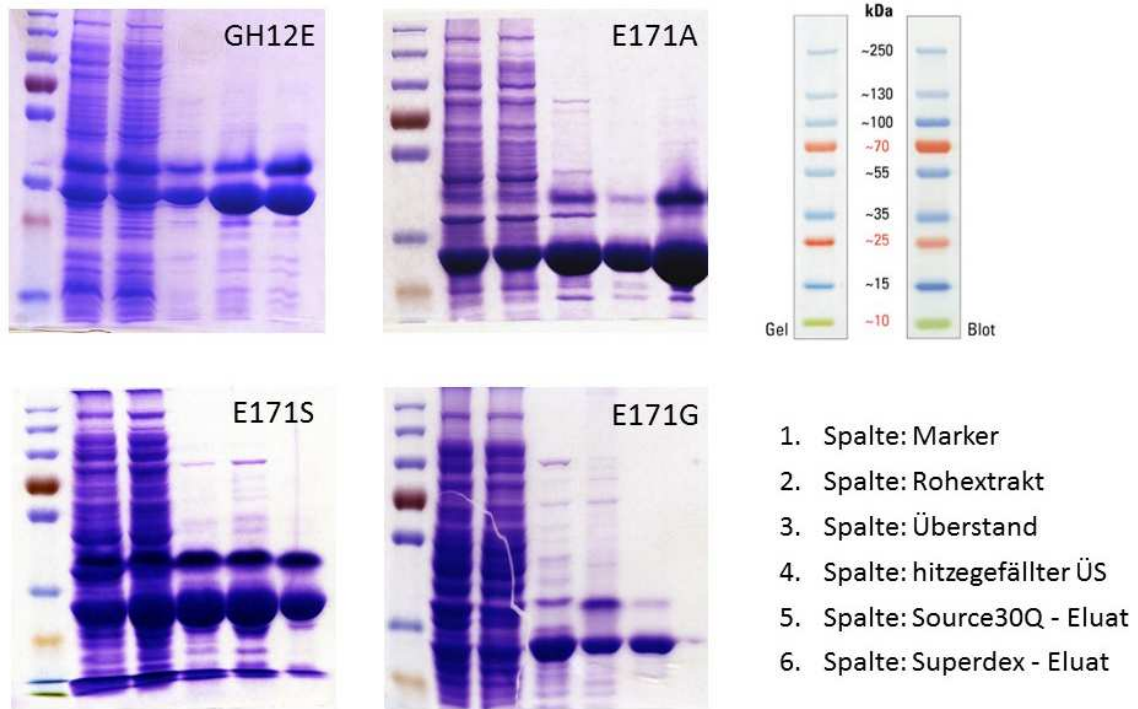 GH12E
E171A
kDa
~250
~130
~100
~70
~55
~35
~25
~15
~10
Gel
Blot
E171S
E171G
1. Spalte: Marker
2. Spalte: Rohextrakt
3. Spalte: Überstand
4. Spalte: hitzegefällter ÜS
5. Spalte: Source30Q - Eluat
6. Spalte: Superdex - Eluat